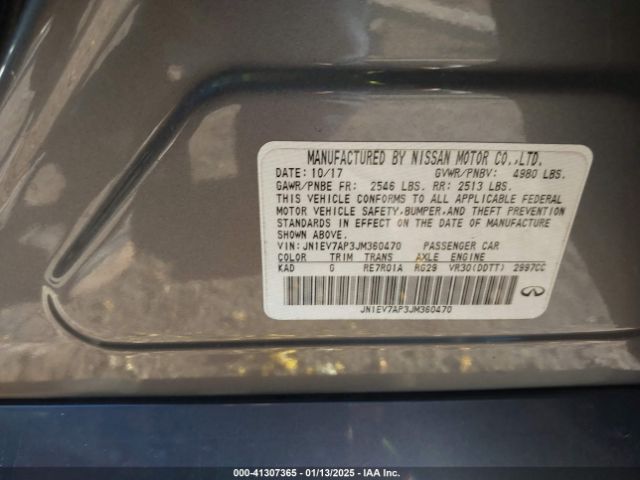 MANUFACTURED BY NISSAN MOTOR CO.,LTD.
DATE: 10/17 GVWR/PNBV: 4980 LBS.
GAWR/PNBE FR: 2546 LBS. RR: 2513 LBS.
THIS VEHICLE CONFORMS TO ALL APPLICABLE FEDERAL
MOTOR VEHICLE SAFETY,BUMPER,AND THEFT PREVENTION
STANDARDS IN EFFECT ON THE DATE OF MANUFACTURE
SHOWN ABOVE.
VIN: JN1EV7AP3JM360470 PASSENGER CAR
COLOR TRIM TRANS AXLE ENGINE
KAD G RE7R01A RG29 VR30(DDTT) 2997CC
JN1EV7AP3JM360470
000-41307365 - 01/13/2025 - IAA Inc.